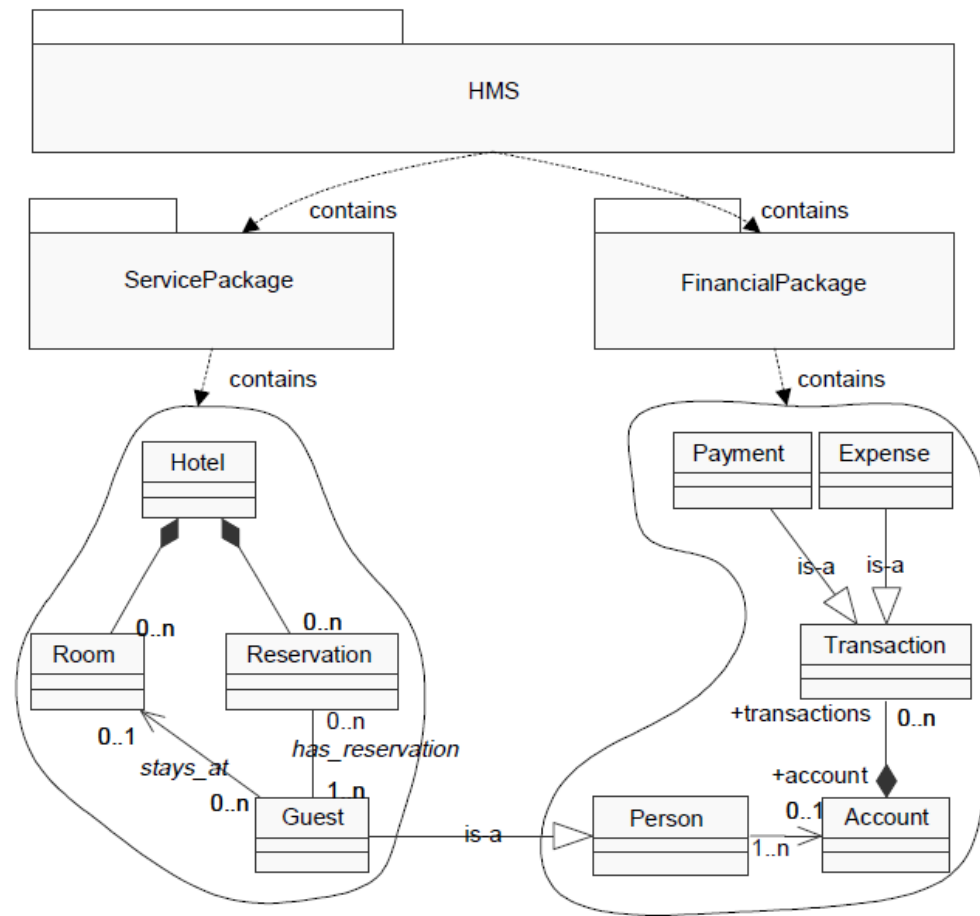 HMS
contains
contains
ServicePackage
FinancialPackage
contains
contains
Hotel
Payment
Expense
is-a
is-a
0..n
0..n
Room
Reservation
Transaction
0..1
0..n
+transactions
0..n
has_reservation
stays_at
+account
0..n
1..n
0..1
Guest
Person
Account
is-a
1..n